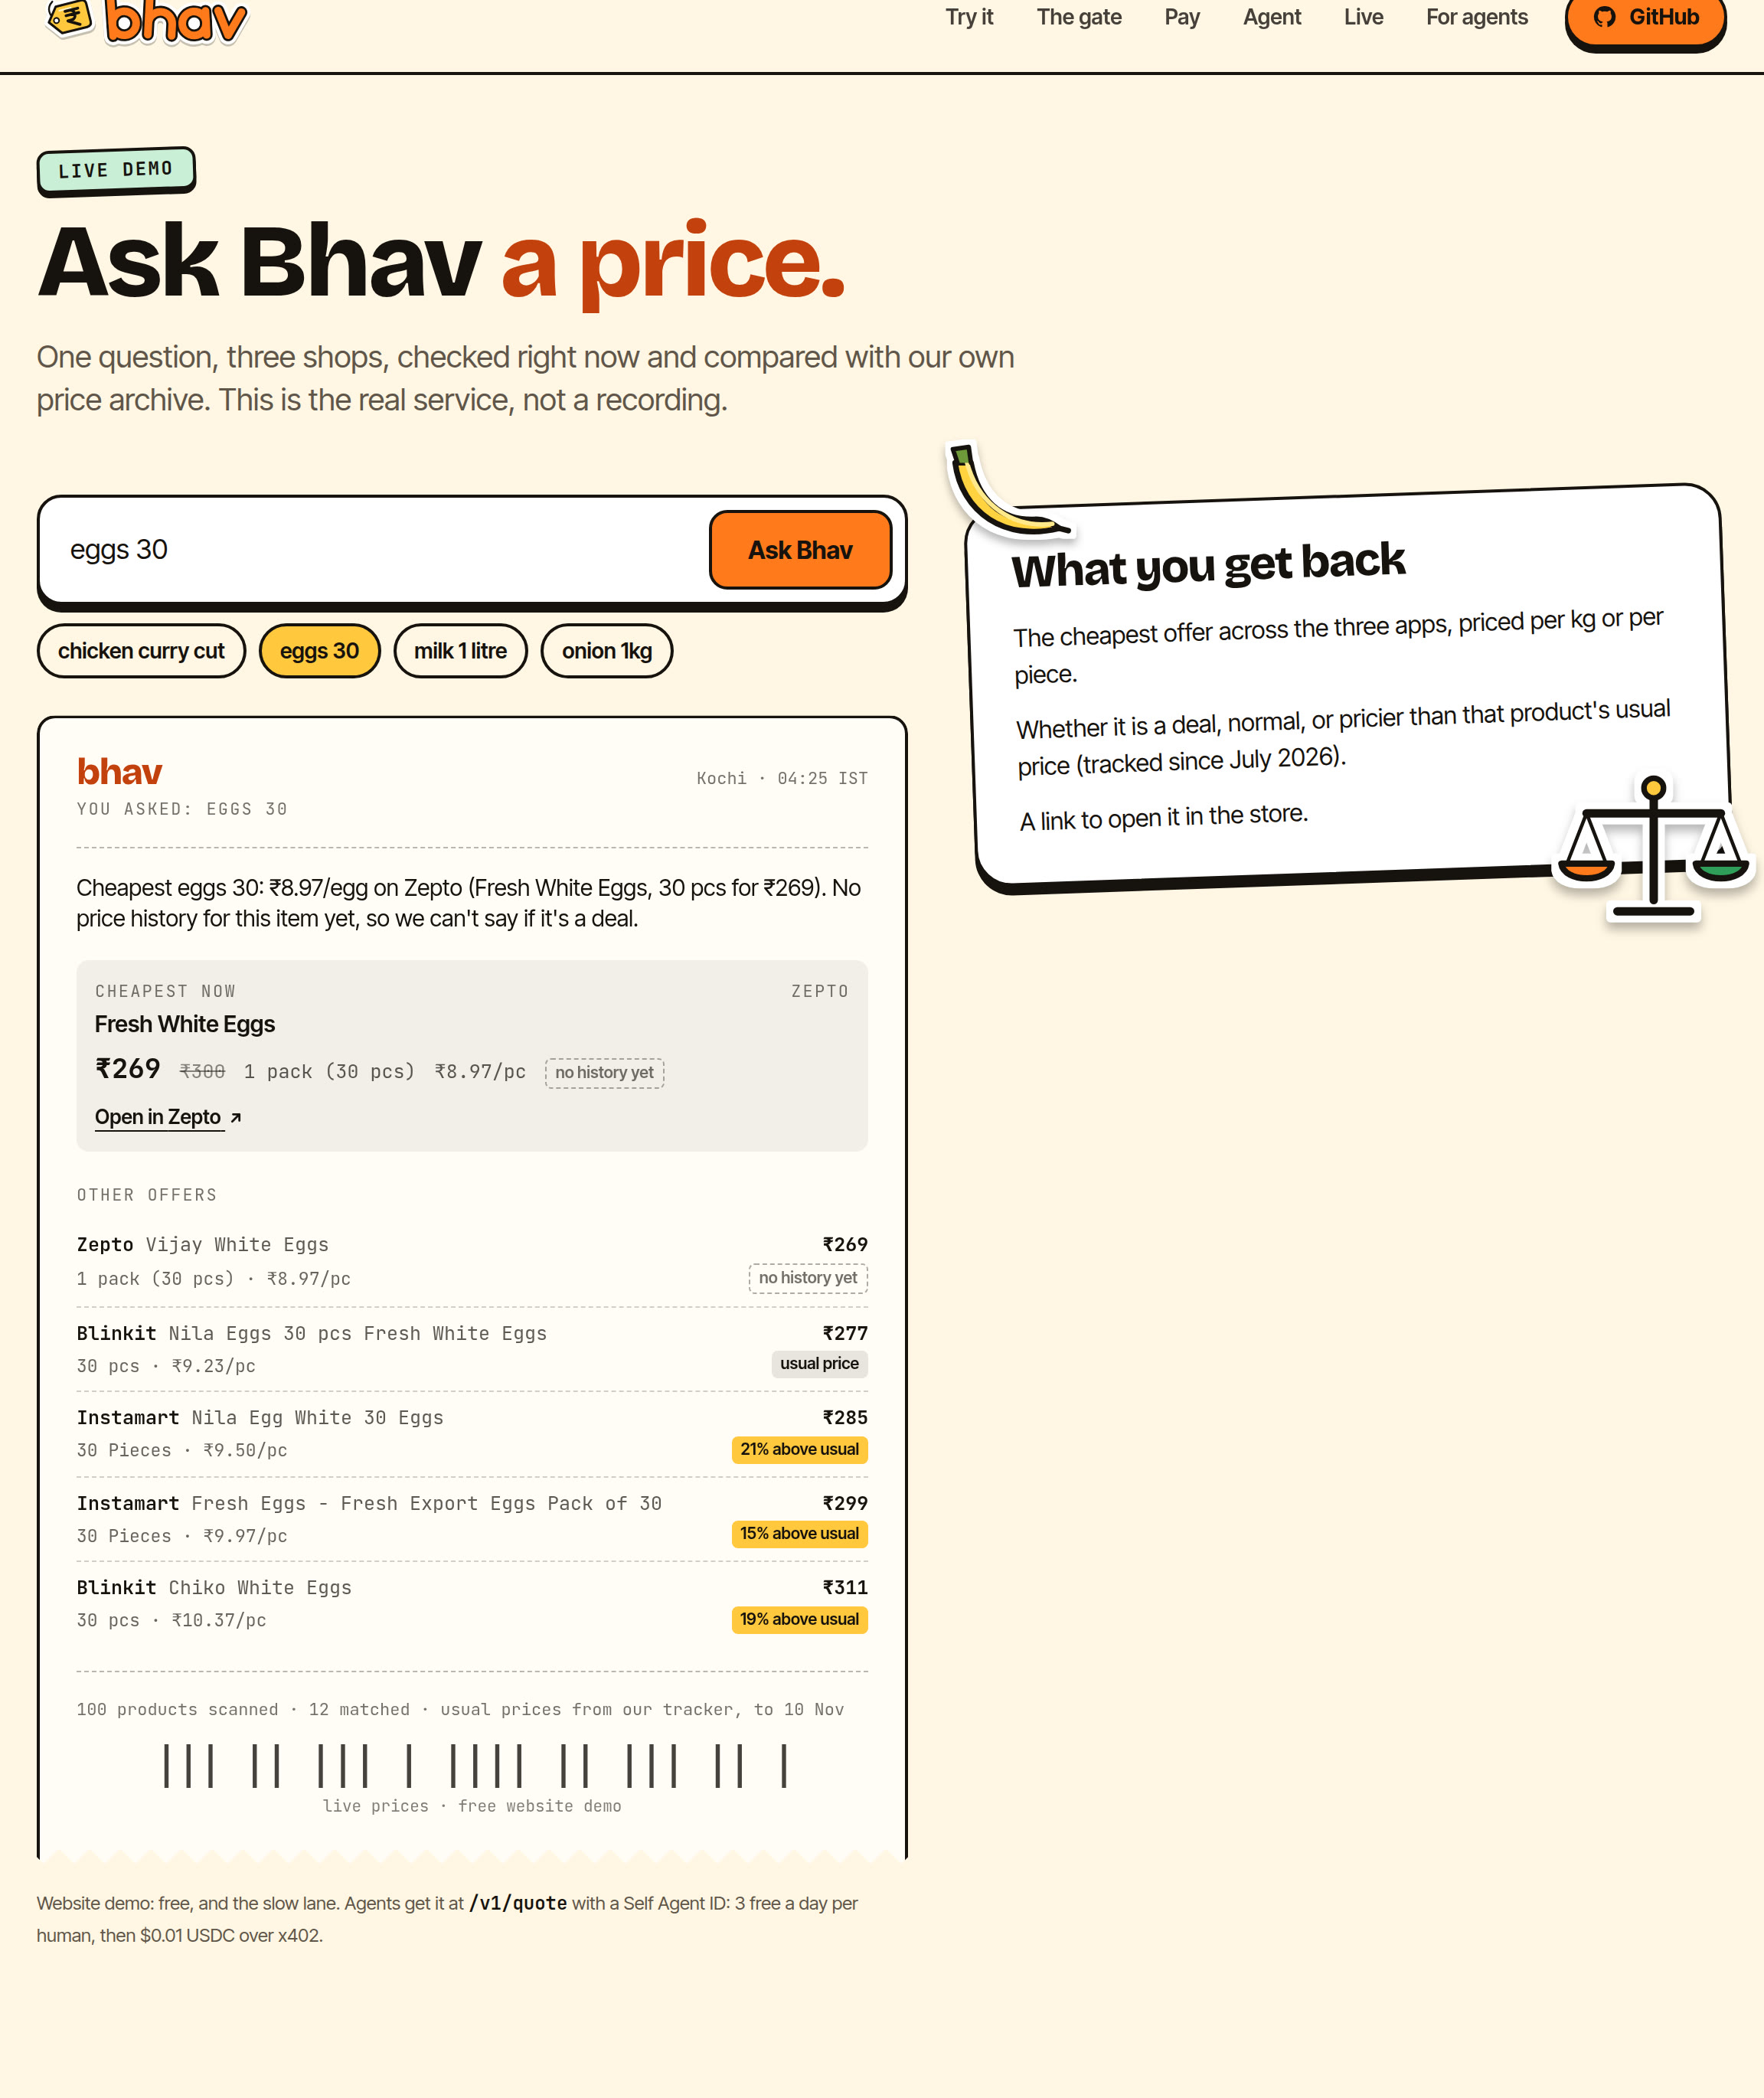 ₹ bhav
Try it The gate Pay Agent Live For agents GitHub
LIVE DEMO
Ask Bhav a price.
One question, three shops, checked right now and compared with our own
price archive. This is the real service, not a recording.
eggs 30 Ask Bhav
chicken curry cut eggs 30 milk 1 litre onion 1kg
bhav
Kochi · 04:25 IST
YOU ASKED: EGGS 30
Cheapest eggs 30: ₹8.97/egg on Zepto (Fresh White Eggs, 30 pcs for ₹269). No
price history for this item yet, so we can't say if it's a deal.
CHEAPEST NOW ZEPTO
Fresh White Eggs
₹269 ₹300 1 pack (30 pcs) ₹8.97/pc no history yet
Open in Zepto ↗
OTHER OFFERS
Zepto Vijay White Eggs ₹269
1 pack (30 pcs) · ₹8.97/pc no history yet
Blinkit Nila Eggs 30 pcs Fresh White Eggs ₹277
30 pcs · ₹9.23/pc usual price
Instamart Nila Egg White 30 Eggs ₹285
30 Pieces · ₹9.50/pc 21% above usual
Instamart Fresh Eggs - Fresh Export Eggs Pack of 30 ₹299
30 Pieces · ₹9.97/pc 15% above usual
Blinkit Chiko White Eggs ₹311
30 pcs · ₹10.37/pc 19% above usual
100 products scanned · 12 matched · usual prices from our tracker, to 10 Nov
live prices · free website demo
Website demo: free, and the slow lane. Agents get it at /v1/quote with a Self Agent ID: 3 free a day per
human, then $0.01 USDC over x402.
What you get back
The cheapest offer across the three apps, priced per kg or per
piece.
Whether it is a deal, normal, or pricier than that product's usual
price (tracked since July 2026).
A link to open it in the store.